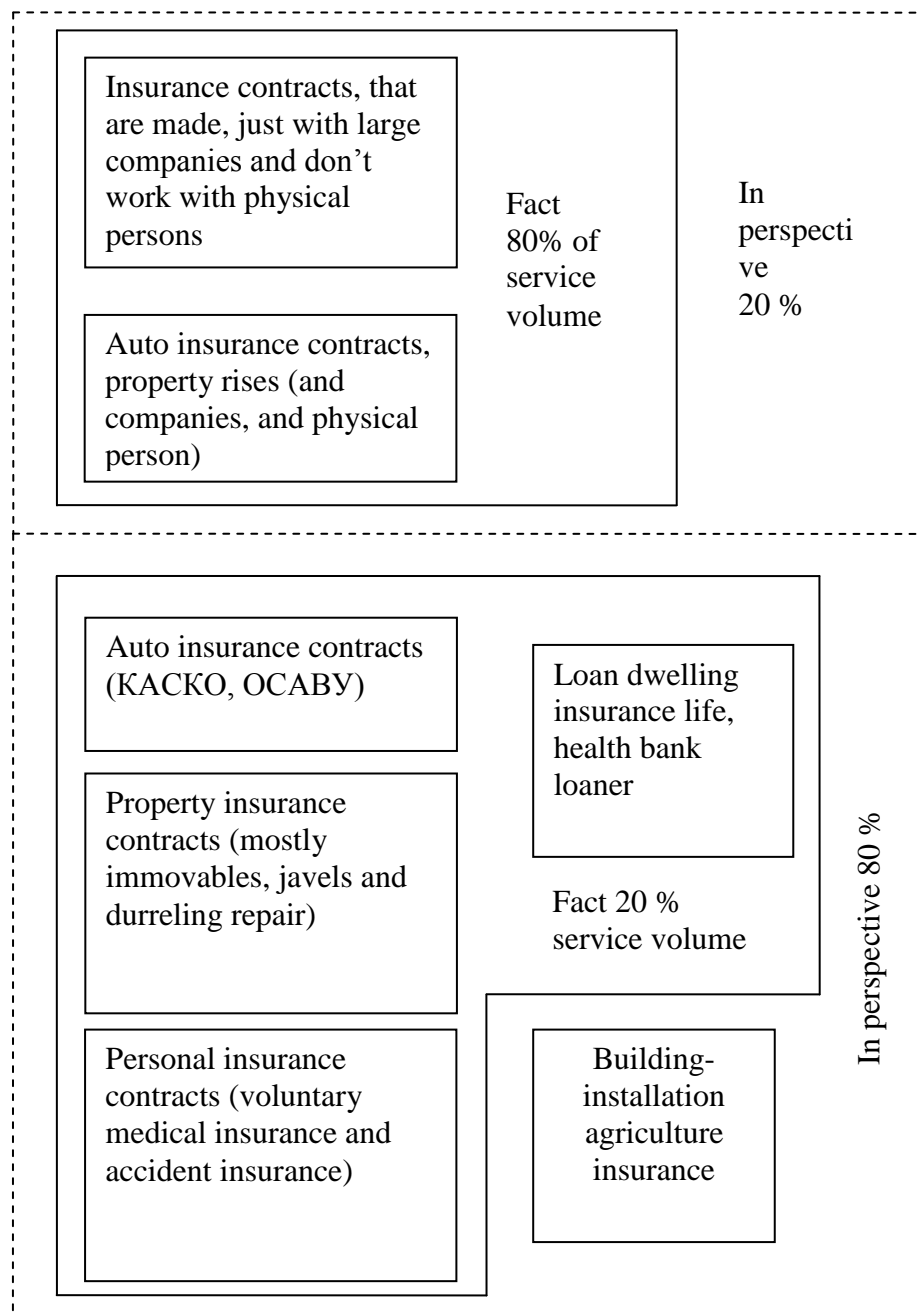 Insurance contracts, that
are made, just with large
companies and don’t
work with physical
persons
Fact
80% of
service
volume
In
perspecti
ve
20 %
Auto insurance contracts,
property rises (and
companies, and physical
person)
Auto insurance contracts
(КАСКО, ОСАВУ)
Loan dwelling
insurance life,
health bank
loaner
Property insurance
contracts (mostly
immovables, javels and
durreling repair)
Fact 20 %
service volume
In perspective 80 %
Personal insurance
contracts (voluntary
medical insurance and
accident insurance)
Building-
installation
agriculture
insurance